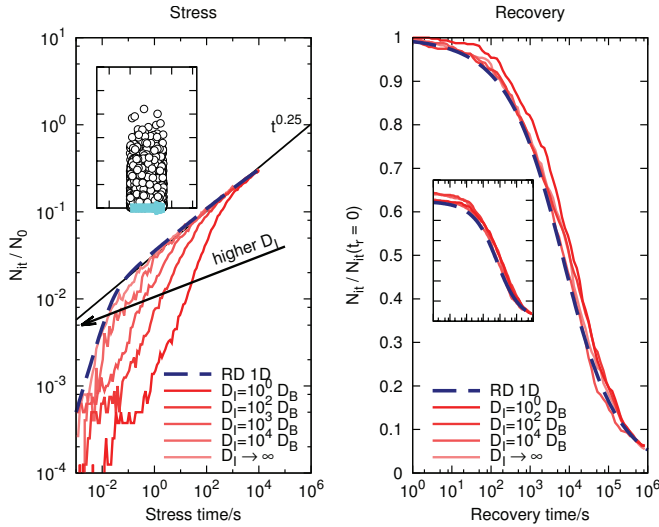 Stress
N_it / N_0
10^1
10^0
10^-1
10^-2
10^-3
10^-4
t^0.25
higher D_I
RD 1D
D_I=10^0 D_B
D_I=10^2 D_B
D_I=10^3 D_B
D_I=10^4 D_B
D_I → ∞
10^-2
10^0
10^2
10^4
10^6
Stress time/s
Recovery
N_it / N_it(t_r = 0)
1
0.9
0.8
0.7
0.6
0.5
0.4
0.3
0.2
0.1
0
RD 1D
D_I=10^0 D_B
D_I=10^2 D_B
D_I=10^4 D_B
D_I → ∞
10^0
10^1
10^2
10^3
10^4
10^5
10^6
Recovery time/s